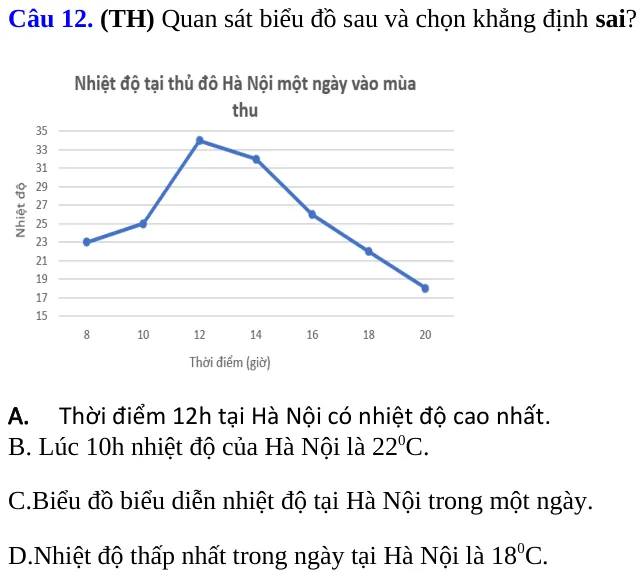 Câu 12. (TH) Quan sát biểu đồ sau và chọn khẳng định sai?
Nhiệt độ tại thủ đô Hà Nội một ngày vào mùa
thu
35
33
31
29
27
25
23
21
19
17
15
Nhiệt độ
8 10 12 14 16 18 20
Thời điểm (giờ)
A. Thời điểm 12h tại Hà Nội có nhiệt độ cao nhất.
B. Lúc 10h nhiệt độ của Hà Nội là 22⁰C.
C.Biểu đồ biểu diễn nhiệt độ tại Hà Nội trong một ngày.
D.Nhiệt độ thấp nhất trong ngày tại Hà Nội là 18⁰C.